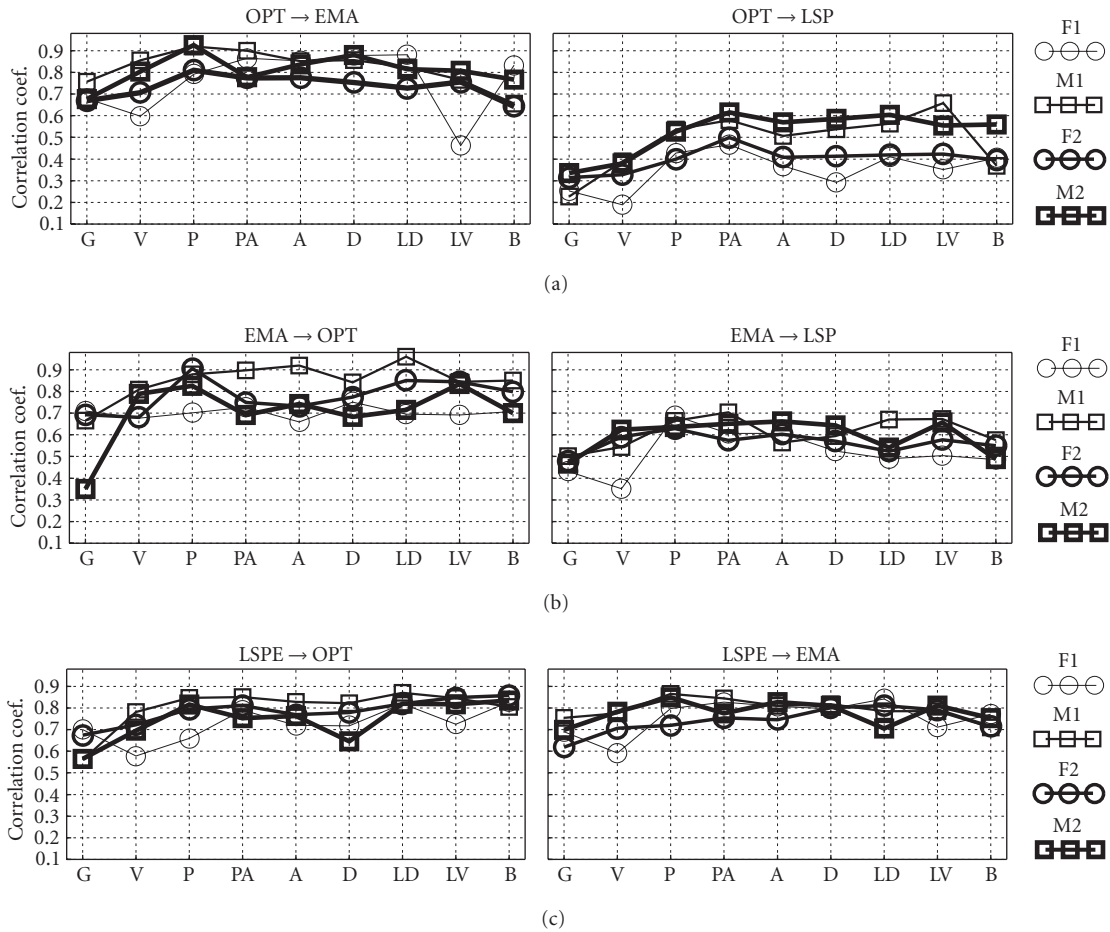 OPT → EMA
OPT → LSP
Correlation coef.
0.9
0.8
0.7
0.6
0.5
0.4
0.3
0.2
0.1
G V P PA A D LD LV B
G V P PA A D LD LV B
F1
M1
F2
M2
(a)
EMA → OPT
EMA → LSP
Correlation coef.
0.9
0.8
0.7
0.6
0.5
0.4
0.3
0.2
0.1
G V P PA A D LD LV B
G V P PA A D LD LV B
F1
M1
F2
M2
(b)
LSPE → OPT
LSPE → EMA
Correlation coef.
0.9
0.8
0.7
0.6
0.5
0.4
0.3
0.2
0.1
G V P PA A D LD LV B
G V P PA A D LD LV B
F1
M1
F2
M2
(c)